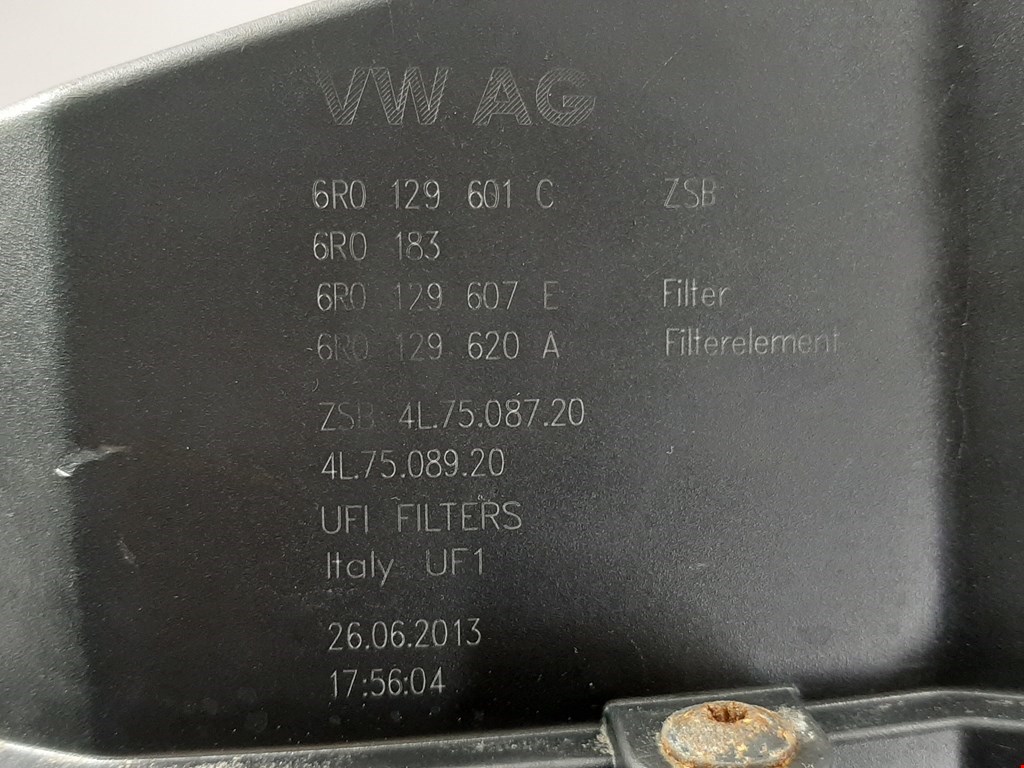 VW AG
6R0 129 601 C ZSB
6R0 183
6R0 129 607 E Filter
6R0 129 620 A Filterelement
ZSB 4L.75.087.20
4L.75.089.20
UFI FILTERS
Italy UF1
26.06.2013
17:56:04